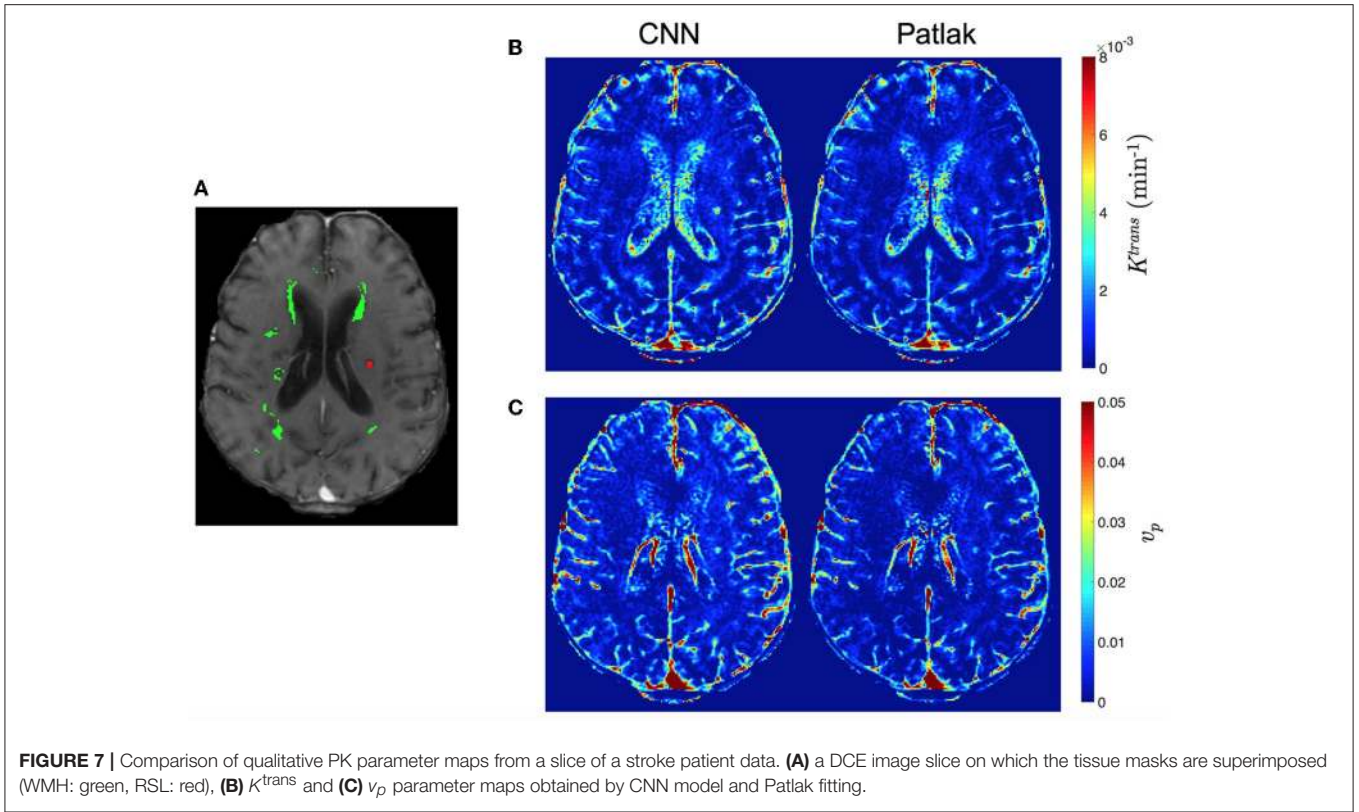 CNN Patlak
B
×10⁻³
8
6
4
2
0
K^trans (min⁻¹)
A
C
0.05
0.04
0.03
0.02
0.01
0
v_p
FIGURE 7 | Comparison of qualitative PK parameter maps from a slice of a stroke patient data. (A) a DCE image slice on which the tissue masks are superimposed
(WMH: green, RSL: red), (B) K^trans and (C) v_p parameter maps obtained by CNN model and Patlak fitting.